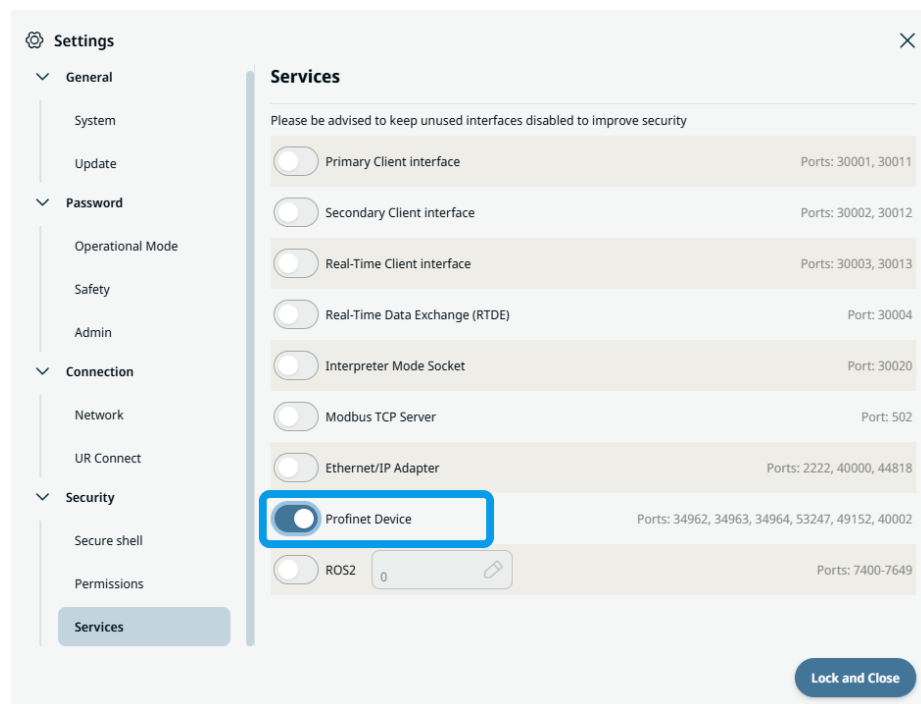 Settings
General
System
Update
Password
Operational Mode
Safety
Admin
Connection
Network
UR Connect
Security
Secure shell
Permissions
Services
Services
Please be advised to keep unused interfaces disabled to improve security
Primary Client interface Ports: 30001, 30011
Secondary Client interface Ports: 30002, 30012
Real-Time Client interface Ports: 30003, 30013
Real-Time Data Exchange (RTDE) Port: 30004
Interpreter Mode Socket Port: 30020
Modbus TCP Server Port: 502
Ethernet/IP Adapter Ports: 2222, 40000, 44818
Profinet Device Ports: 34962, 34963, 34964, 53247, 49152, 40002
ROS2 0 Ports: 7400-7649
Lock and Close